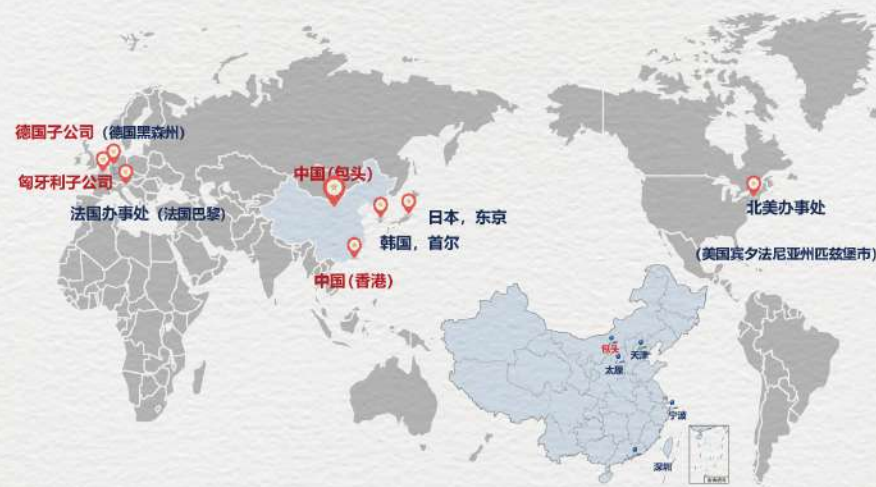 德国子公司（德国黑森州）
匈牙利子公司
法国办事处（法国巴黎）
中国(包头)
日本，东京
韩国，首尔
中国(香港)
北美办事处
(美国宾夕法尼亚州匹兹堡市)
包头
天津
太原
宁波
深圳